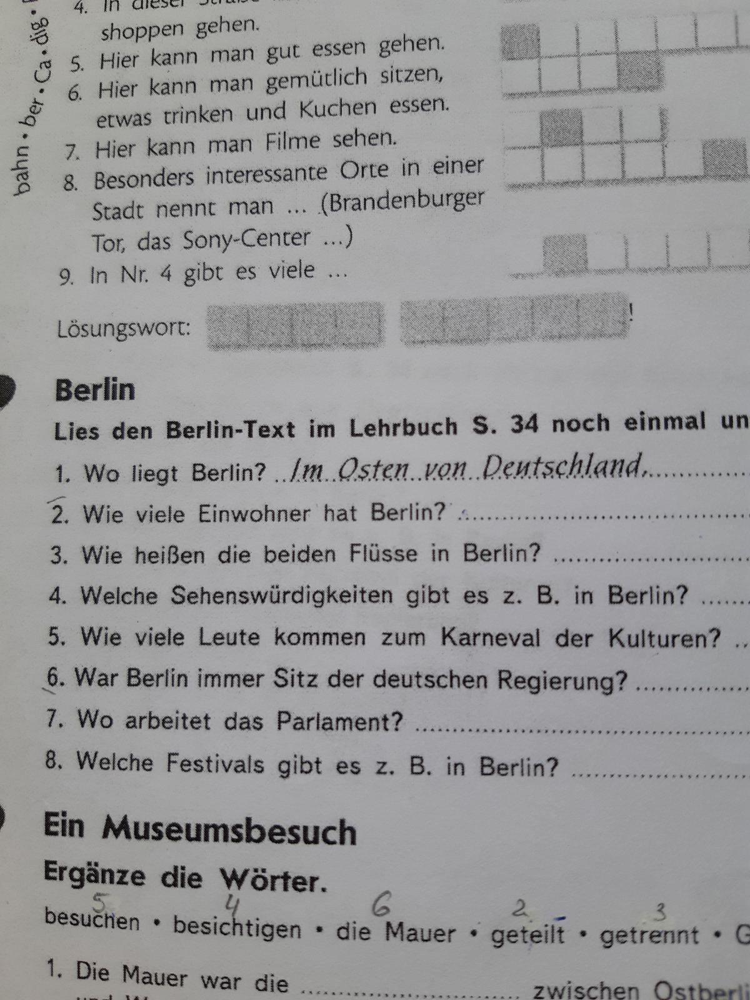 bahn • ber • Ca • dig •
4. In dieser
shoppen gehen.
5. Hier kann man gut essen gehen.
6. Hier kann man gemütlich sitzen,
etwas trinken und Kuchen essen.
7. Hier kann man Filme sehen.
8. Besonders interessante Orte in einer
Stadt nennt man ... (Brandenburger
Tor, das Sony-Center ...)
9. In Nr. 4 gibt es viele ...
Lösungswort: !
Berlin
Lies den Berlin-Text im Lehrbuch S. 34 noch einmal un
1. Wo liegt Berlin? Im Osten von Deutschland.
2. Wie viele Einwohner hat Berlin?
3. Wie heißen die beiden Flüsse in Berlin?
4. Welche Sehenswürdigkeiten gibt es z. B. in Berlin?
5. Wie viele Leute kommen zum Karneval der Kulturen?
6. War Berlin immer Sitz der deutschen Regierung?
7. Wo arbeitet das Parlament?
8. Welche Festivals gibt es z. B. in Berlin?
Ein Museumsbesuch
Ergänze die Wörter.
5 4 6 2 3
besuchen • besichtigen • die Mauer • geteilt • getrennt • G
1. Die Mauer war die ........ zwischen Ostberli